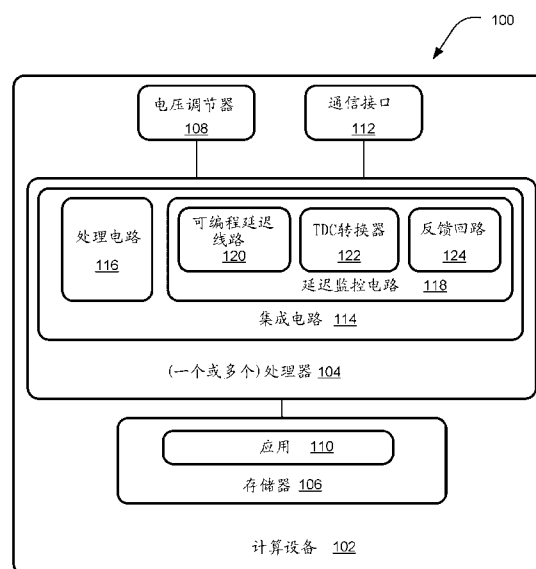 100
电压调节器
108
通信接口
112
处理电路
116
可编程延迟
线路
120
TDC转换器
122
反馈回路
124
延迟监控电路 118
集成电路 114
(一个或多个)处理器 104
应用 110
存储器 106
计算设备 102